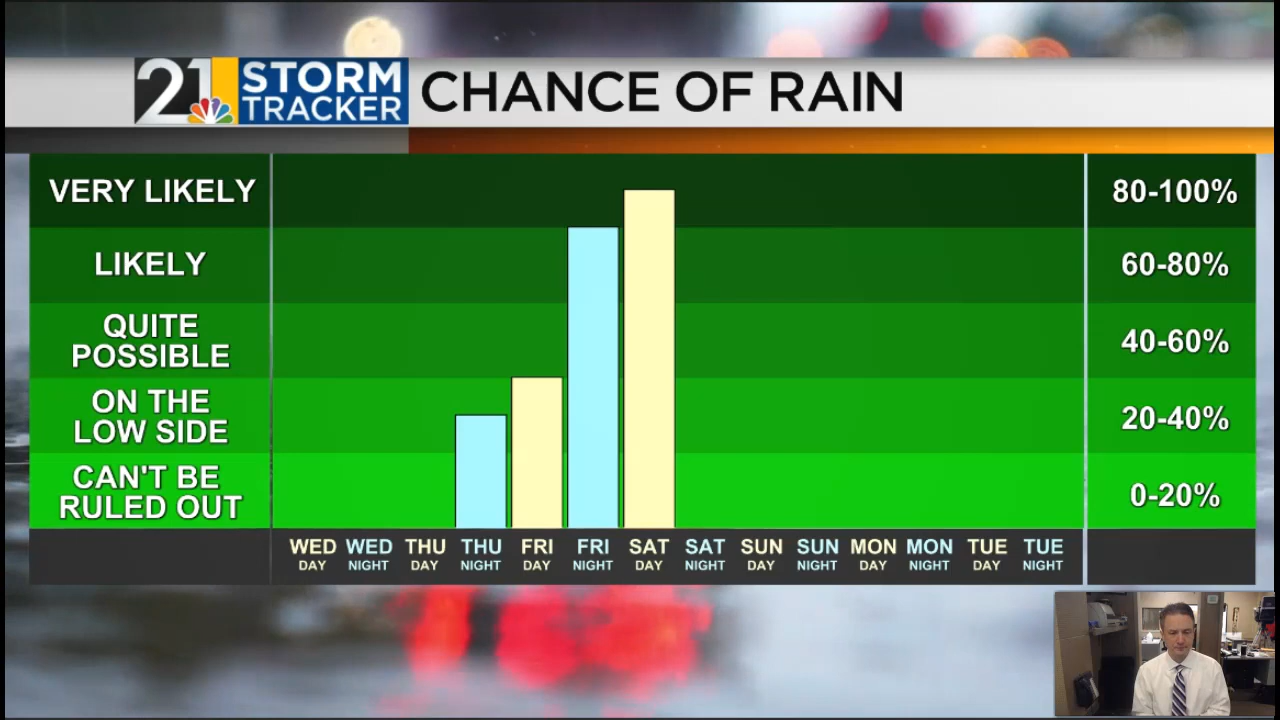 21 STORM TRACKER CHANCE OF RAIN
VERY LIKELY 80-100%
LIKELY 60-80%
QUITE
POSSIBLE 40-60%
ON THE
LOW SIDE 20-40%
CAN'T BE
RULED OUT 0-20%
WED WED THU THU FRI FRI SAT SAT SUN SUN MON MON TUE TUE
DAY NIGHT DAY NIGHT DAY NIGHT DAY NIGHT DAY NIGHT DAY NIGHT DAY NIGHT